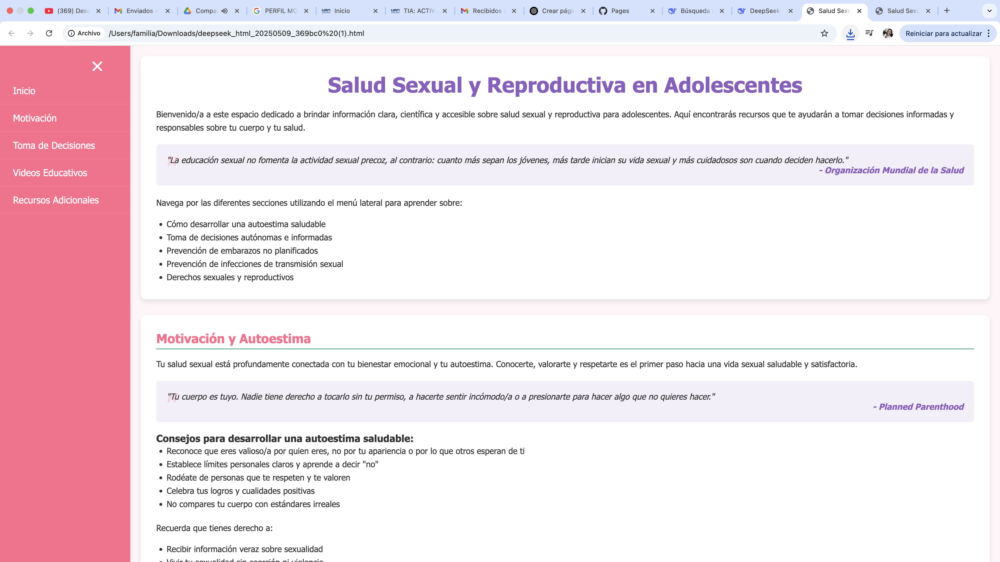 (369) Desa
Enviados -
Compa
PERFIL MO
Inicio
TIA: ACTIV
Recibidos
Crear págin
Pages
Búsqueda
DeepSeek
Salud Sexu
Salud Sexu
Archivo /Users/familia/Downloads/deepseek_html_20250509_369bc0%20(1).html
Reiniciar para actualizar
Inicio
Motivación
Toma de Decisiones
Videos Educativos
Recursos Adicionales
Salud Sexual y Reproductiva en Adolescentes
Bienvenido/a a este espacio dedicado a brindar información clara, científica y accesible sobre salud sexual y reproductiva para adolescentes. Aquí encontrarás recursos que te ayudarán a tomar decisiones informadas y
responsables sobre tu cuerpo y tu salud.
"La educación sexual no fomenta la actividad sexual precoz, al contrario: cuanto más sepan los jóvenes, más tarde inician su vida sexual y más cuidadosos son cuando deciden hacerlo."
- Organización Mundial de la Salud
Navega por las diferentes secciones utilizando el menú lateral para aprender sobre:
• Cómo desarrollar una autoestima saludable
• Toma de decisiones autónomas e informadas
• Prevención de embarazos no planificados
• Prevención de infecciones de transmisión sexual
• Derechos sexuales y reproductivos
Motivación y Autoestima
Tu salud sexual está profundamente conectada con tu bienestar emocional y tu autoestima. Conocerte, valorarte y respetarte es el primer paso hacia una vida sexual saludable y satisfactoria.
"Tu cuerpo es tuyo. Nadie tiene derecho a tocarlo sin tu permiso, a hacerte sentir incómodo/a o a presionarte para hacer algo que no quieres hacer."
- Planned Parenthood
Consejos para desarrollar una autoestima saludable:
• Reconoce que eres valioso/a por quien eres, no por tu apariencia o por lo que otros esperan de ti
• Establece límites personales claros y aprende a decir "no"
• Rodéate de personas que te respeten y te valoren
• Celebra tus logros y cualidades positivas
• No compares tu cuerpo con estándares irreales
Recuerda que tienes derecho a:
• Recibir información veraz sobre sexualidad
• Vivir tu sexualidad sin coerción ni violencia